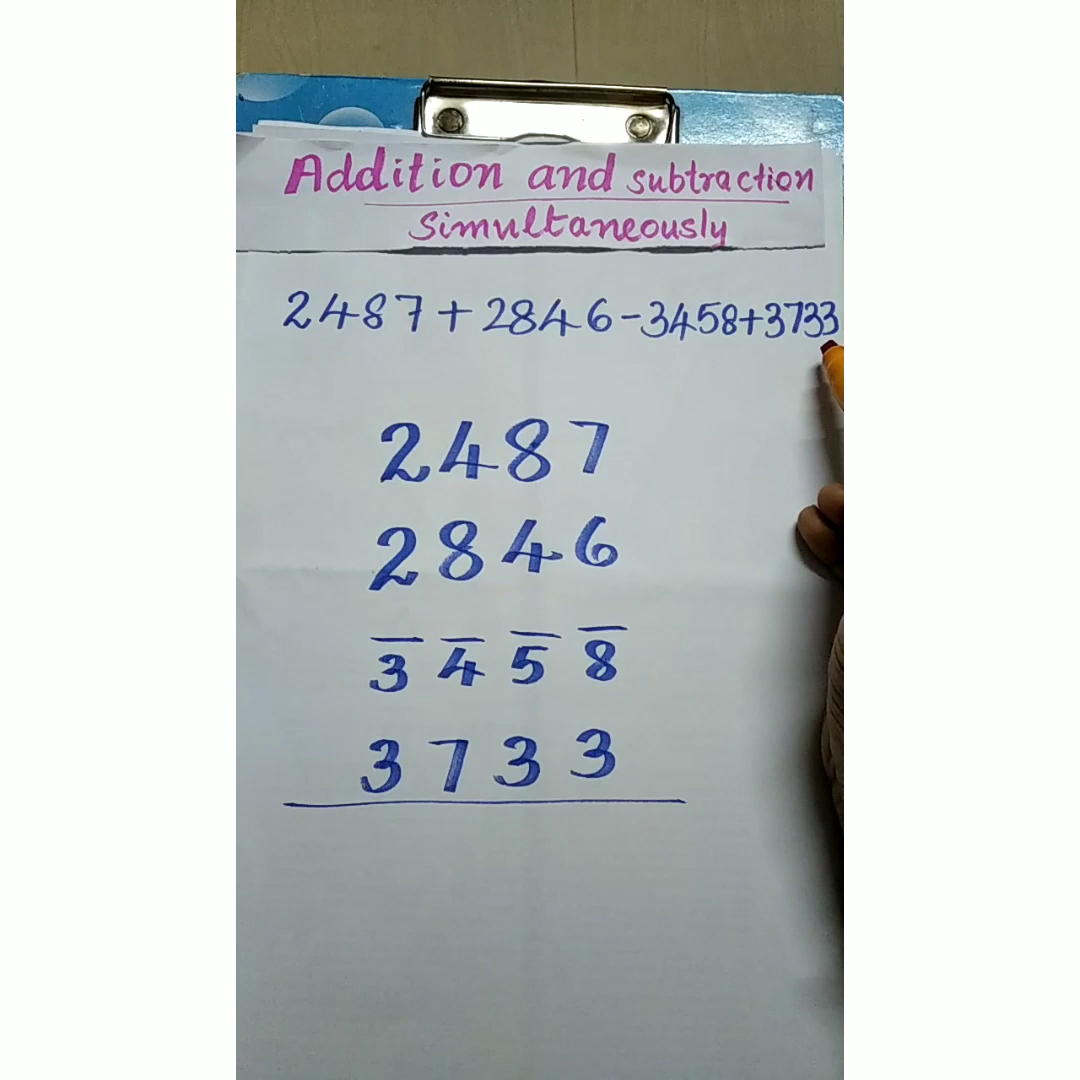 Addition and subtraction
Simultaneously
2487+2846-3458+3733
2487
2846
3̅ 4̅ 5̅ 8̅
3733